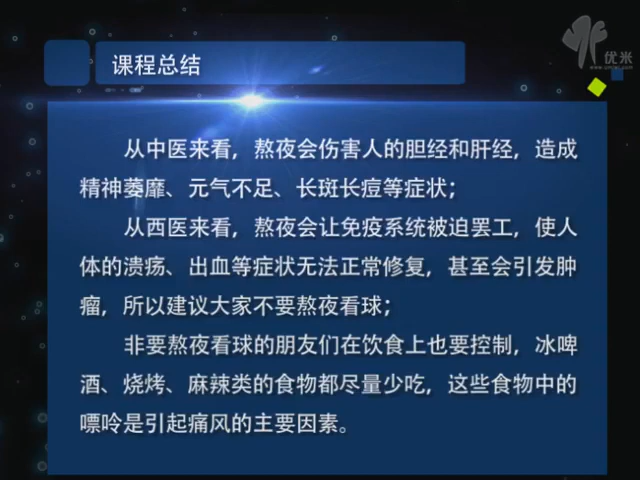 优米
课程总结
从中医来看，熬夜会伤害人的胆经和肝经，造成
精神萎靡、元气不足、长斑长痘等症状；
从西医来看，熬夜会让免疫系统被迫罢工，使人
体的溃疡、出血等症状无法正常修复，甚至会引发肿
瘤，所以建议大家不要熬夜看球；
非要熬夜看球的朋友们在饮食上也要控制，冰啤
酒、烧烤、麻辣类的食物都尽量少吃，这些食物中的
嘌呤是引起痛风的主要因素。